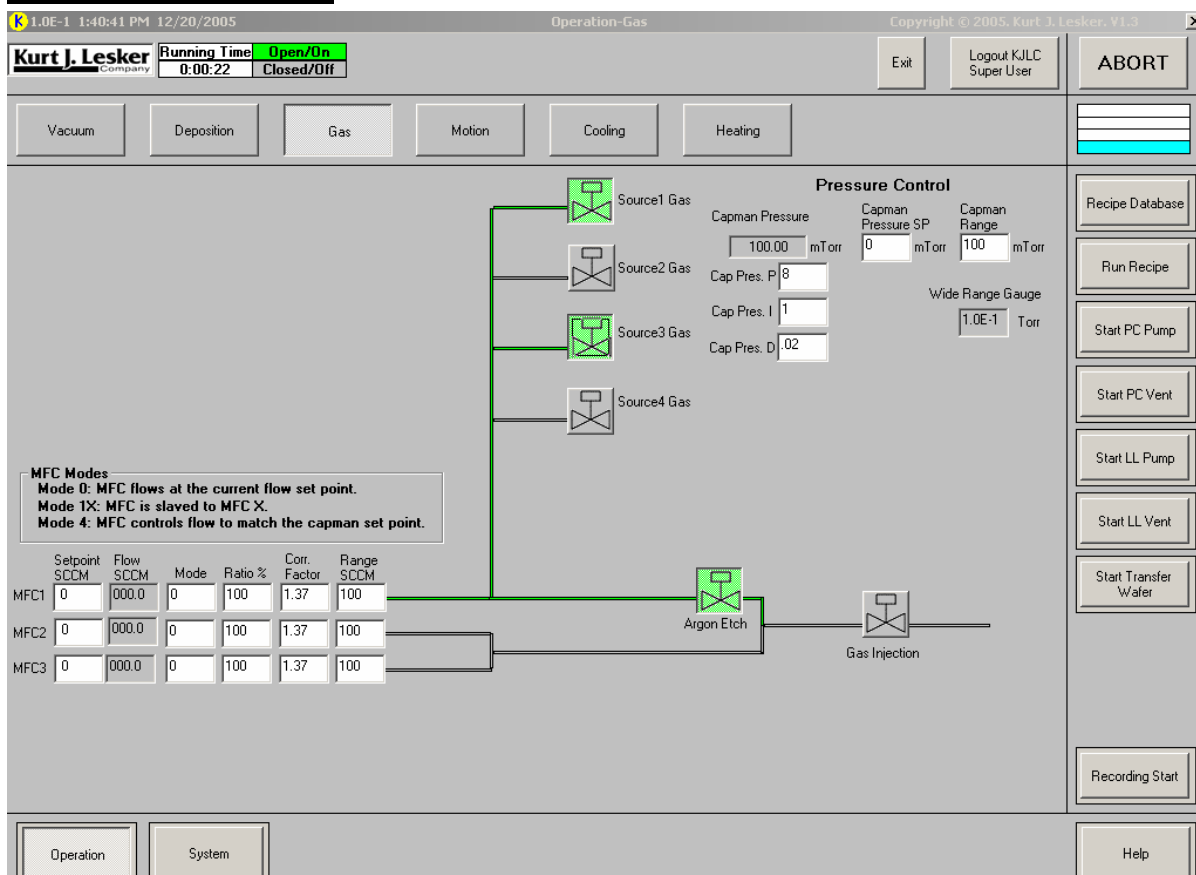 1.0E-1 1:40:41 PM 12/20/2005 Operation-Gas Copyright © 2005. Kurt J. Lesker. V1.3
Kurt J. Lesker Company
Running Time Open/On
0:00:22 Closed/Off
Exit
Logout KJLC
Super User
ABORT
Vacuum Deposition Gas Motion Cooling Heating
Source1 Gas
Source2 Gas
Source3 Gas
Source4 Gas
Pressure Control
Capman Pressure
100.00 mTorr
Capman
Pressure SP
0 mTorr
Capman
Range
100 mTorr
Cap Pres. P 8
Cap Pres. I 1
Cap Pres. D .02
Wide Range Gauge
1.0E-1 Torr
Recipe Database
Run Recipe
Start PC Pump
Start PC Vent
Start LL Pump
Start LL Vent
Start Transfer
Wafer
Recording Start
MFC Modes
Mode 0: MFC flows at the current flow set point.
Mode 1X: MFC is slaved to MFC X.
Mode 4: MFC controls flow to match the capman set point.
Setpoint Flow Corr. Range
SCCM SCCM Mode Ratio % Factor SCCM
MFC1 0 000.0 0 100 1.37 100
MFC2 0 000.0 0 100 1.37 100
MFC3 0 000.0 0 100 1.37 100
Argon Etch
Gas Injection
Operation System Help